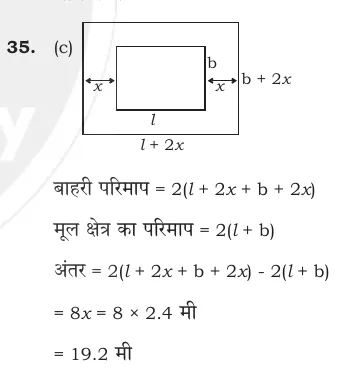 35. (c)
b
x
x
b + 2x
l
l + 2x
बाहरी परिमाप = 2(l + 2x + b + 2x)
मूल क्षेत्र का परिमाप = 2(l + b)
अंतर = 2(l + 2x + b + 2x) - 2(l + b)
= 8x = 8 × 2.4 मी
= 19.2 मी